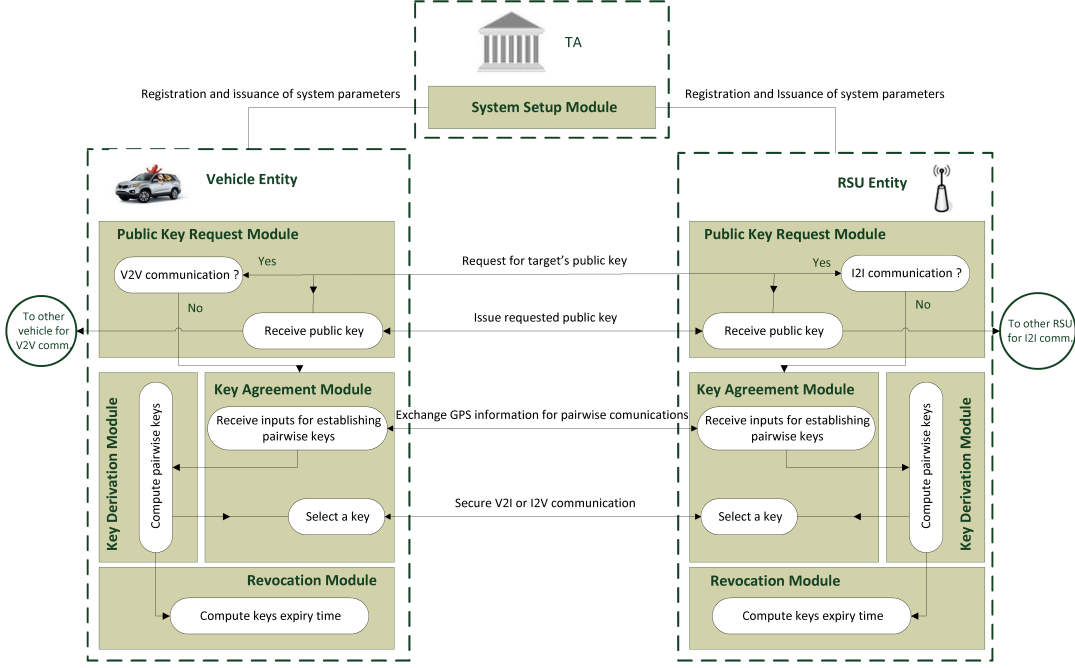 TA
System Setup Module
Registration and issuance of system parameters
Registration and Issuance of system parameters
Vehicle Entity
RSU Entity
Public Key Request Module
V2V communication ?
Yes
No
Receive public key
To other
vehicle for
V2V comm.
Request for target's public key
Issue requested public key
Public Key Request Module
Yes
I2I communication ?
No
Receive public key
To other RSU
for I2I comm.
Key Derivation Module
Compute pairwise keys
Key Agreement Module
Receive inputs for establishing
pairwise keys
Select a key
Exchange GPS information for pairwise comunications
Secure V2I or I2V communication
Key Agreement Module
Receive inputs for establishing
pairwise keys
Select a key
Compute pairwise keys
Key Derivation Module
Revocation Module
Compute keys expiry time
Revocation Module
Compute keys expiry time